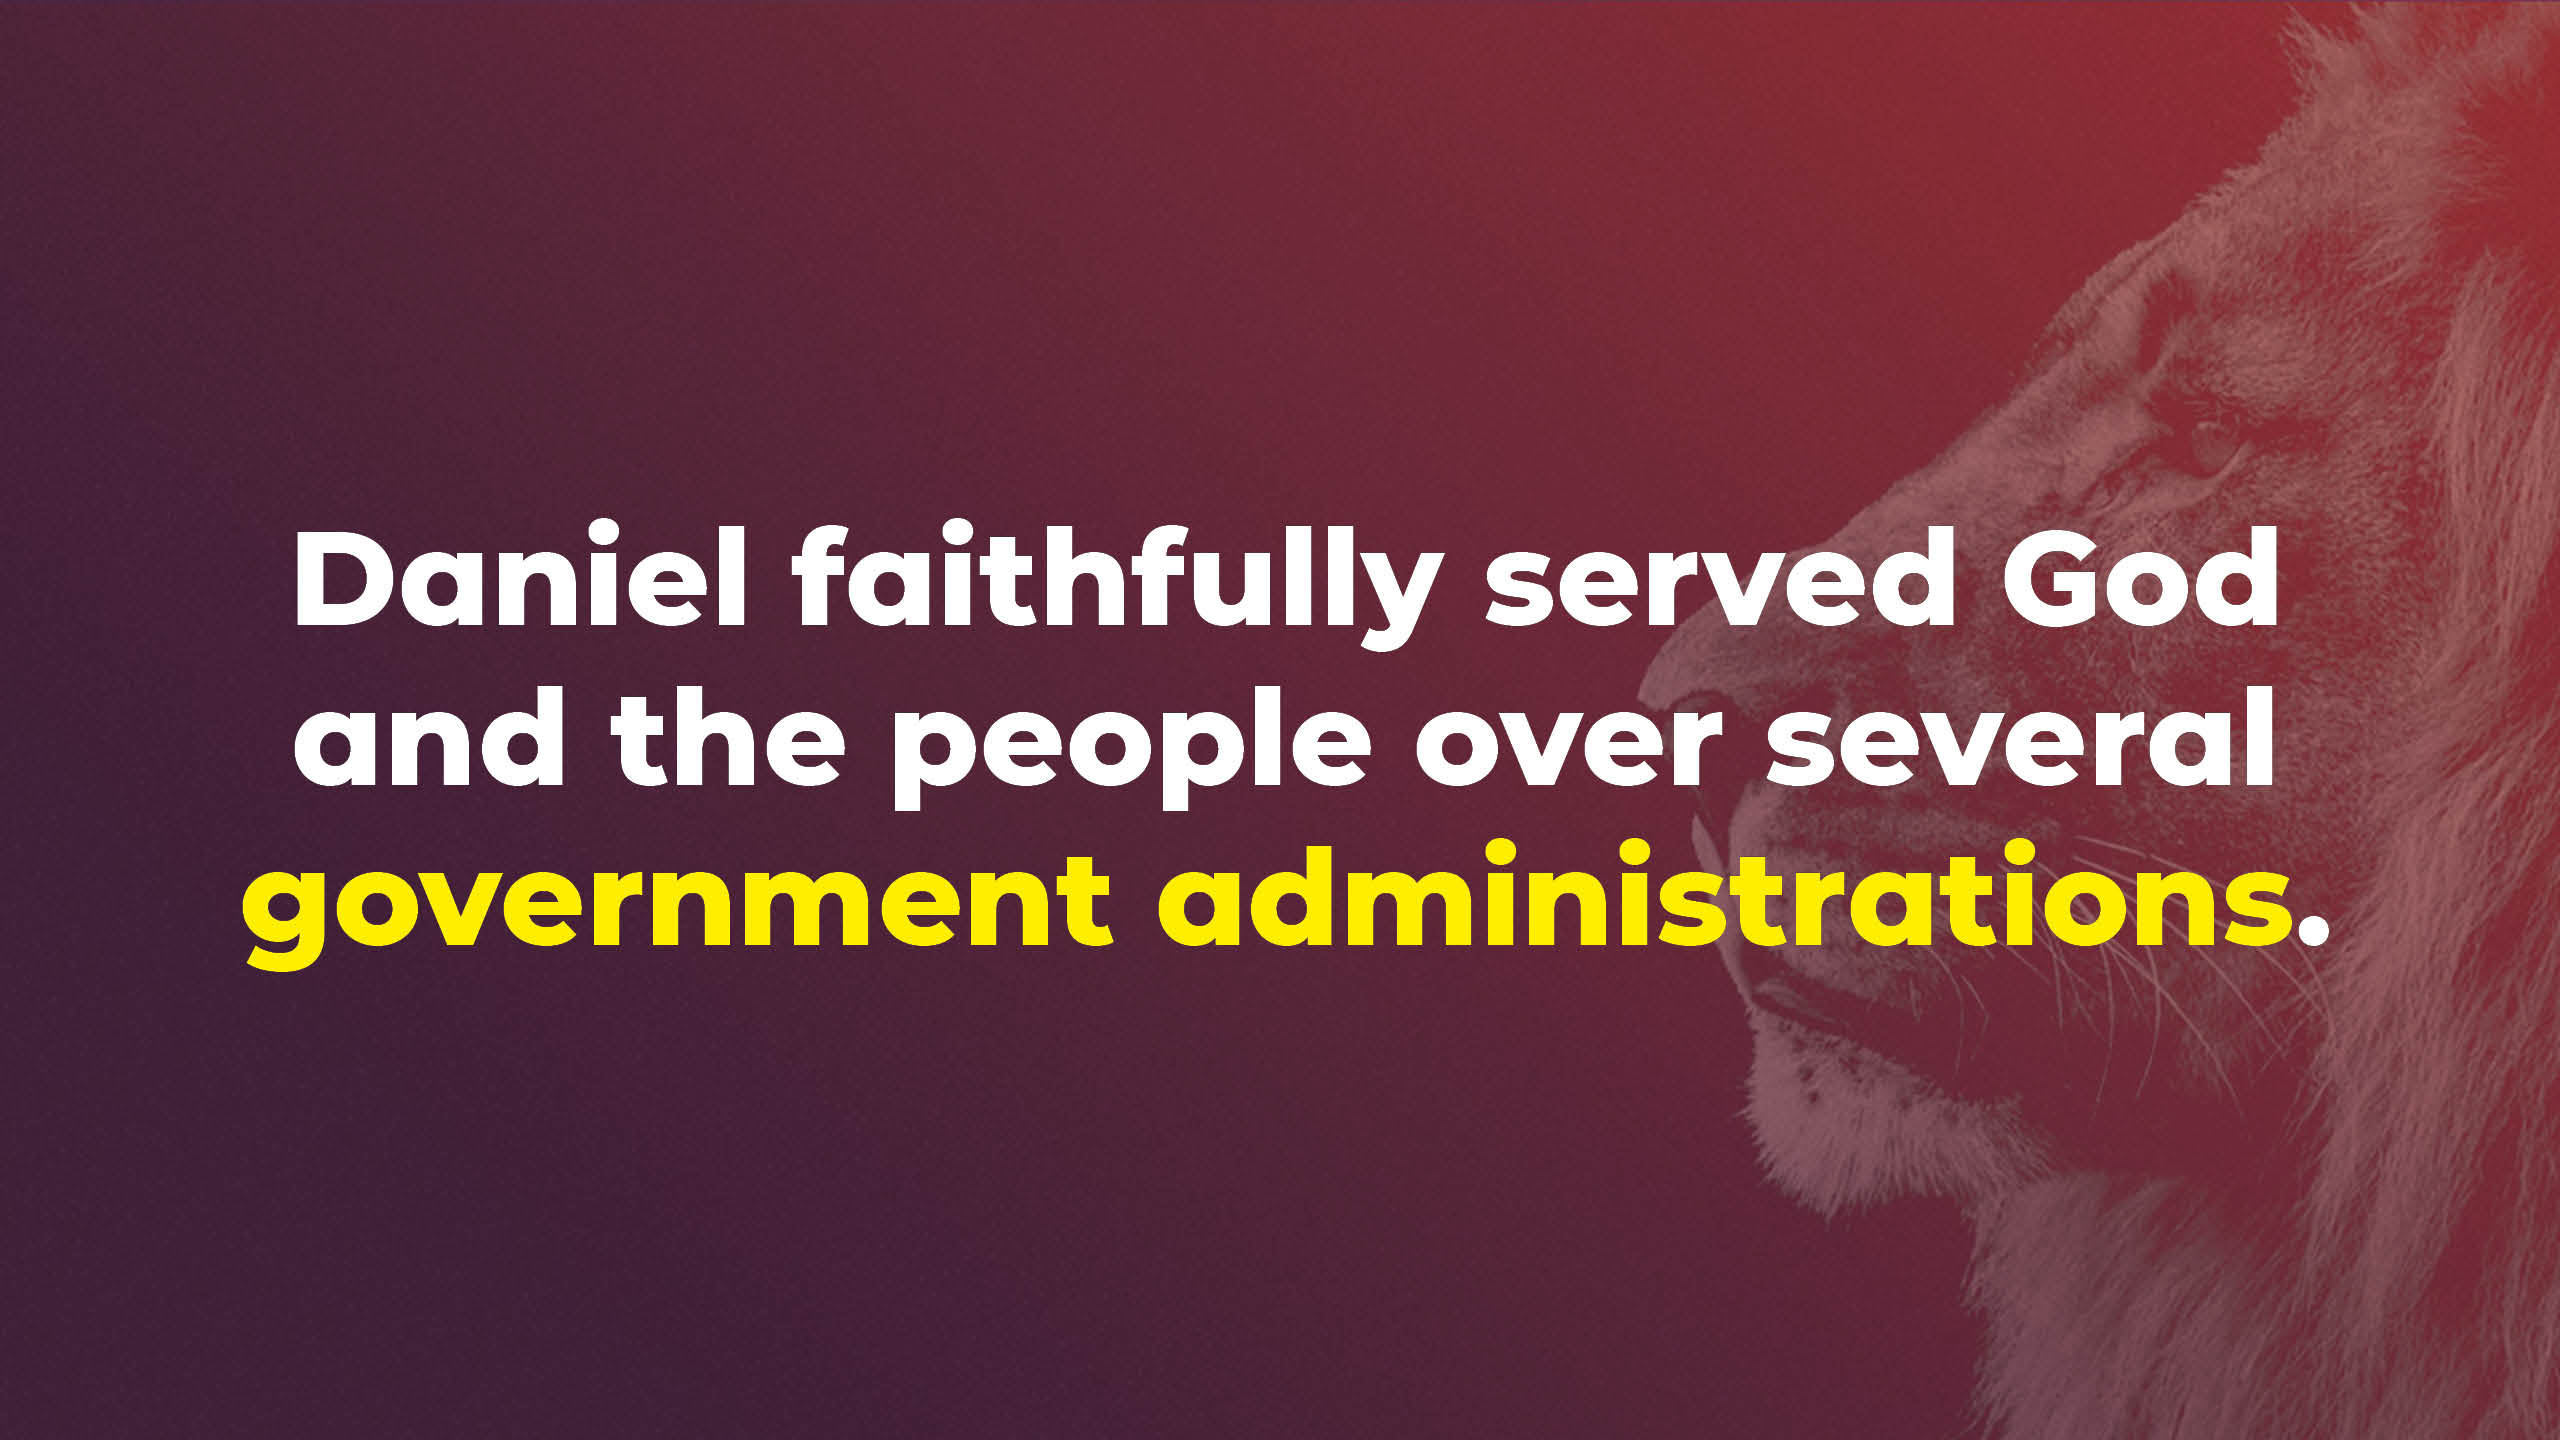 Daniel faithfully served God
and the people over several
government administrations.